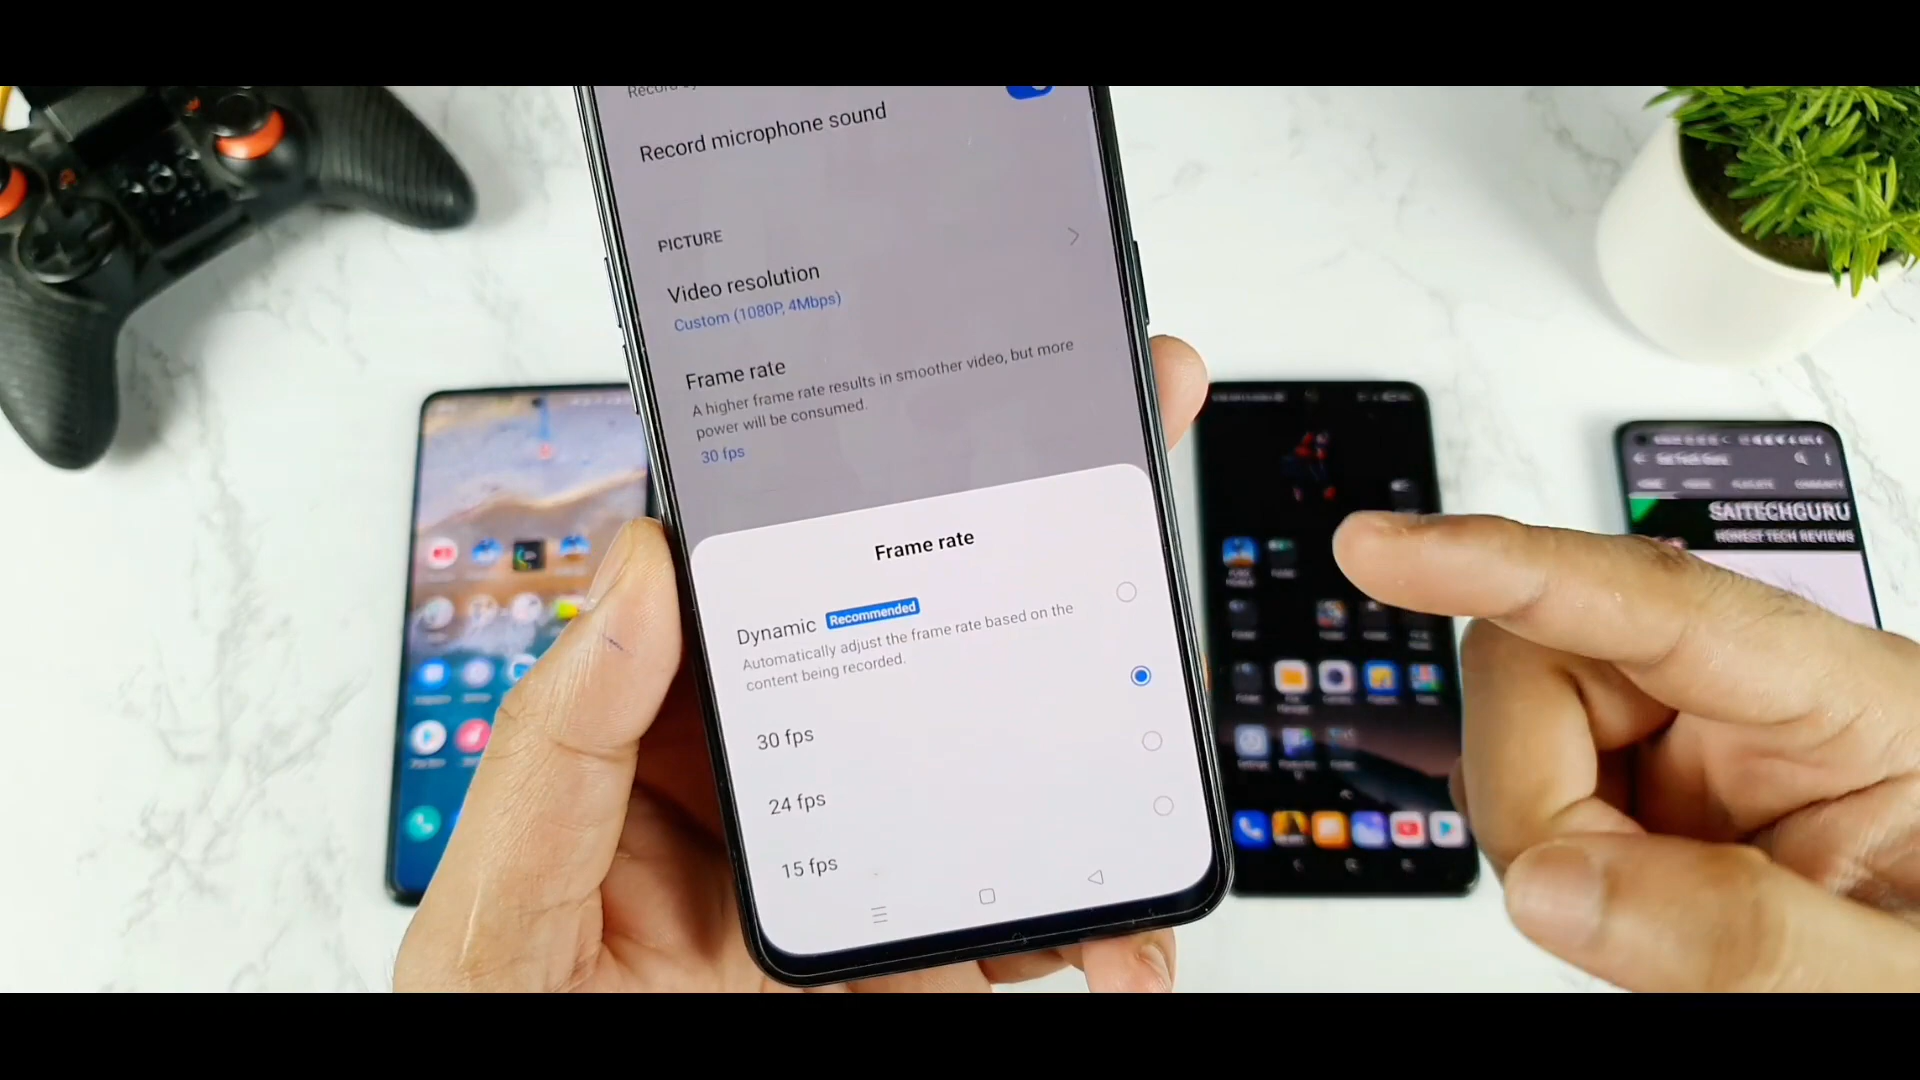 Record microphone sound
PICTURE
Video resolution
Custom (1080P, 4Mbps)
Frame rate
A higher frame rate results in smoother video, but more
power will be consumed.
30 fps
Frame rate
Dynamic Recommended
Automatically adjust the frame rate based on the
content being recorded.
30 fps
24 fps
15 fps
SAITECHGURU
HONEST TECH REVIEWS